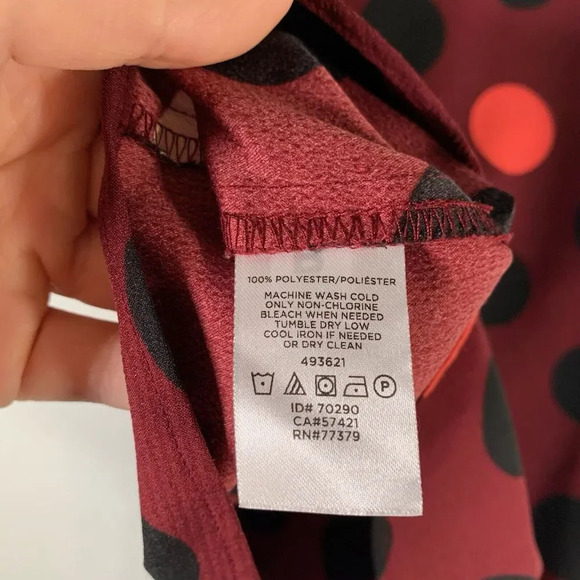 100% POLYESTER/POLIÉSTER
MACHINE WASH COLD
ONLY NON-CHLORINE
BLEACH WHEN NEEDED
TUMBLE DRY LOW
COOL IRON IF NEEDED
OR DRY CLEAN
493621
P
ID# 70290
CA#57421
RN#77379